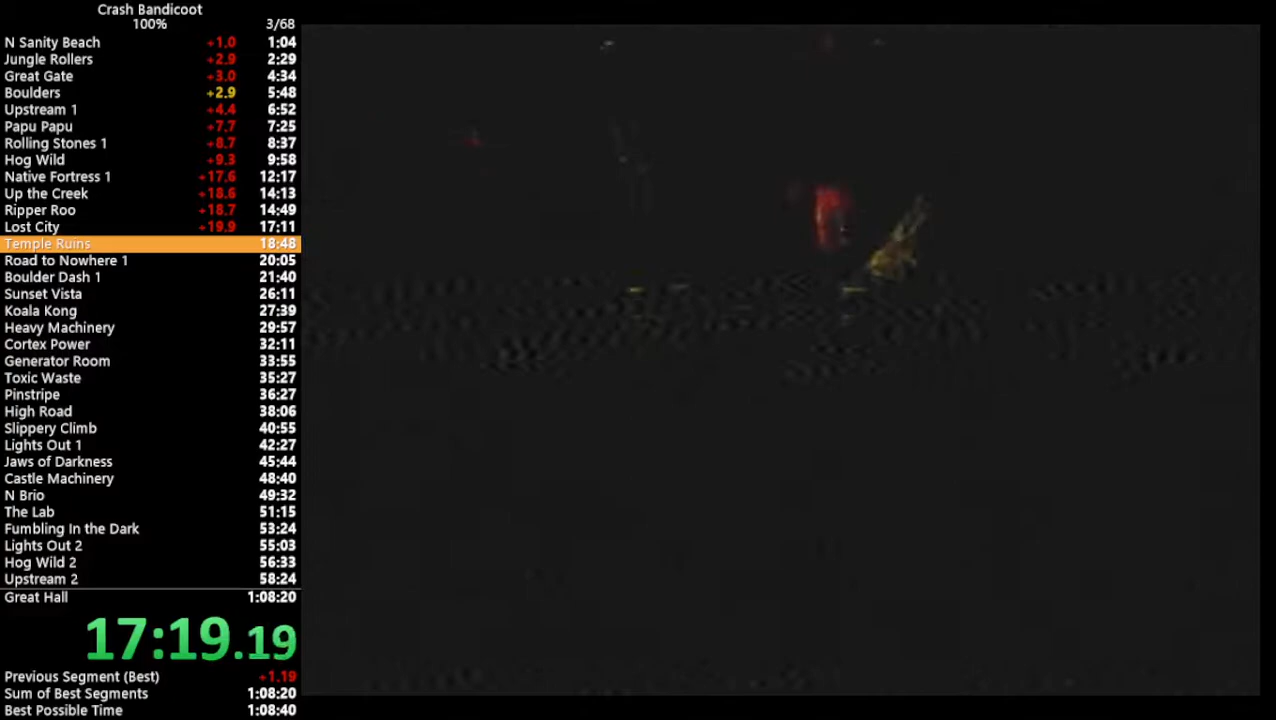 Crash Bandicoot
100% 3/68
N Sanity Beach +1.0 1:04
Jungle Rollers +2.9 2:29
Great Gate +3.0 4:34
Boulders +2.9 5:48
Upstream 1 +4.4 6:52
Papu Papu +7.7 7:25
Rolling Stones 1 +8.7 8:37
Hog Wild +9.3 9:58
Native Fortress 1 +17.6 12:17
Up the Creek +18.6 14:13
Ripper Roo +18.7 14:49
Lost City +19.9 17:11
Temple Ruins 18:48
Road to Nowhere 1 20:05
Boulder Dash 1 21:40
Sunset Vista 26:11
Koala Kong 27:39
Heavy Machinery 29:57
Cortex Power 32:11
Generator Room 33:55
Toxic Waste 35:27
Pinstripe 36:27
High Road 38:06
Slippery Climb 40:55
Lights Out 1 42:27
Jaws of Darkness 45:44
Castle Machinery 48:40
N Brio 49:32
The Lab 51:15
Fumbling In the Dark 53:24
Lights Out 2 55:03
Hog Wild 2 56:33
Upstream 2 58:24
Great Hall 1:08:20
17:19.19
Previous Segment (Best) +1.19
Sum of Best Segments 1:08:20
Best Possible Time 1:08:40